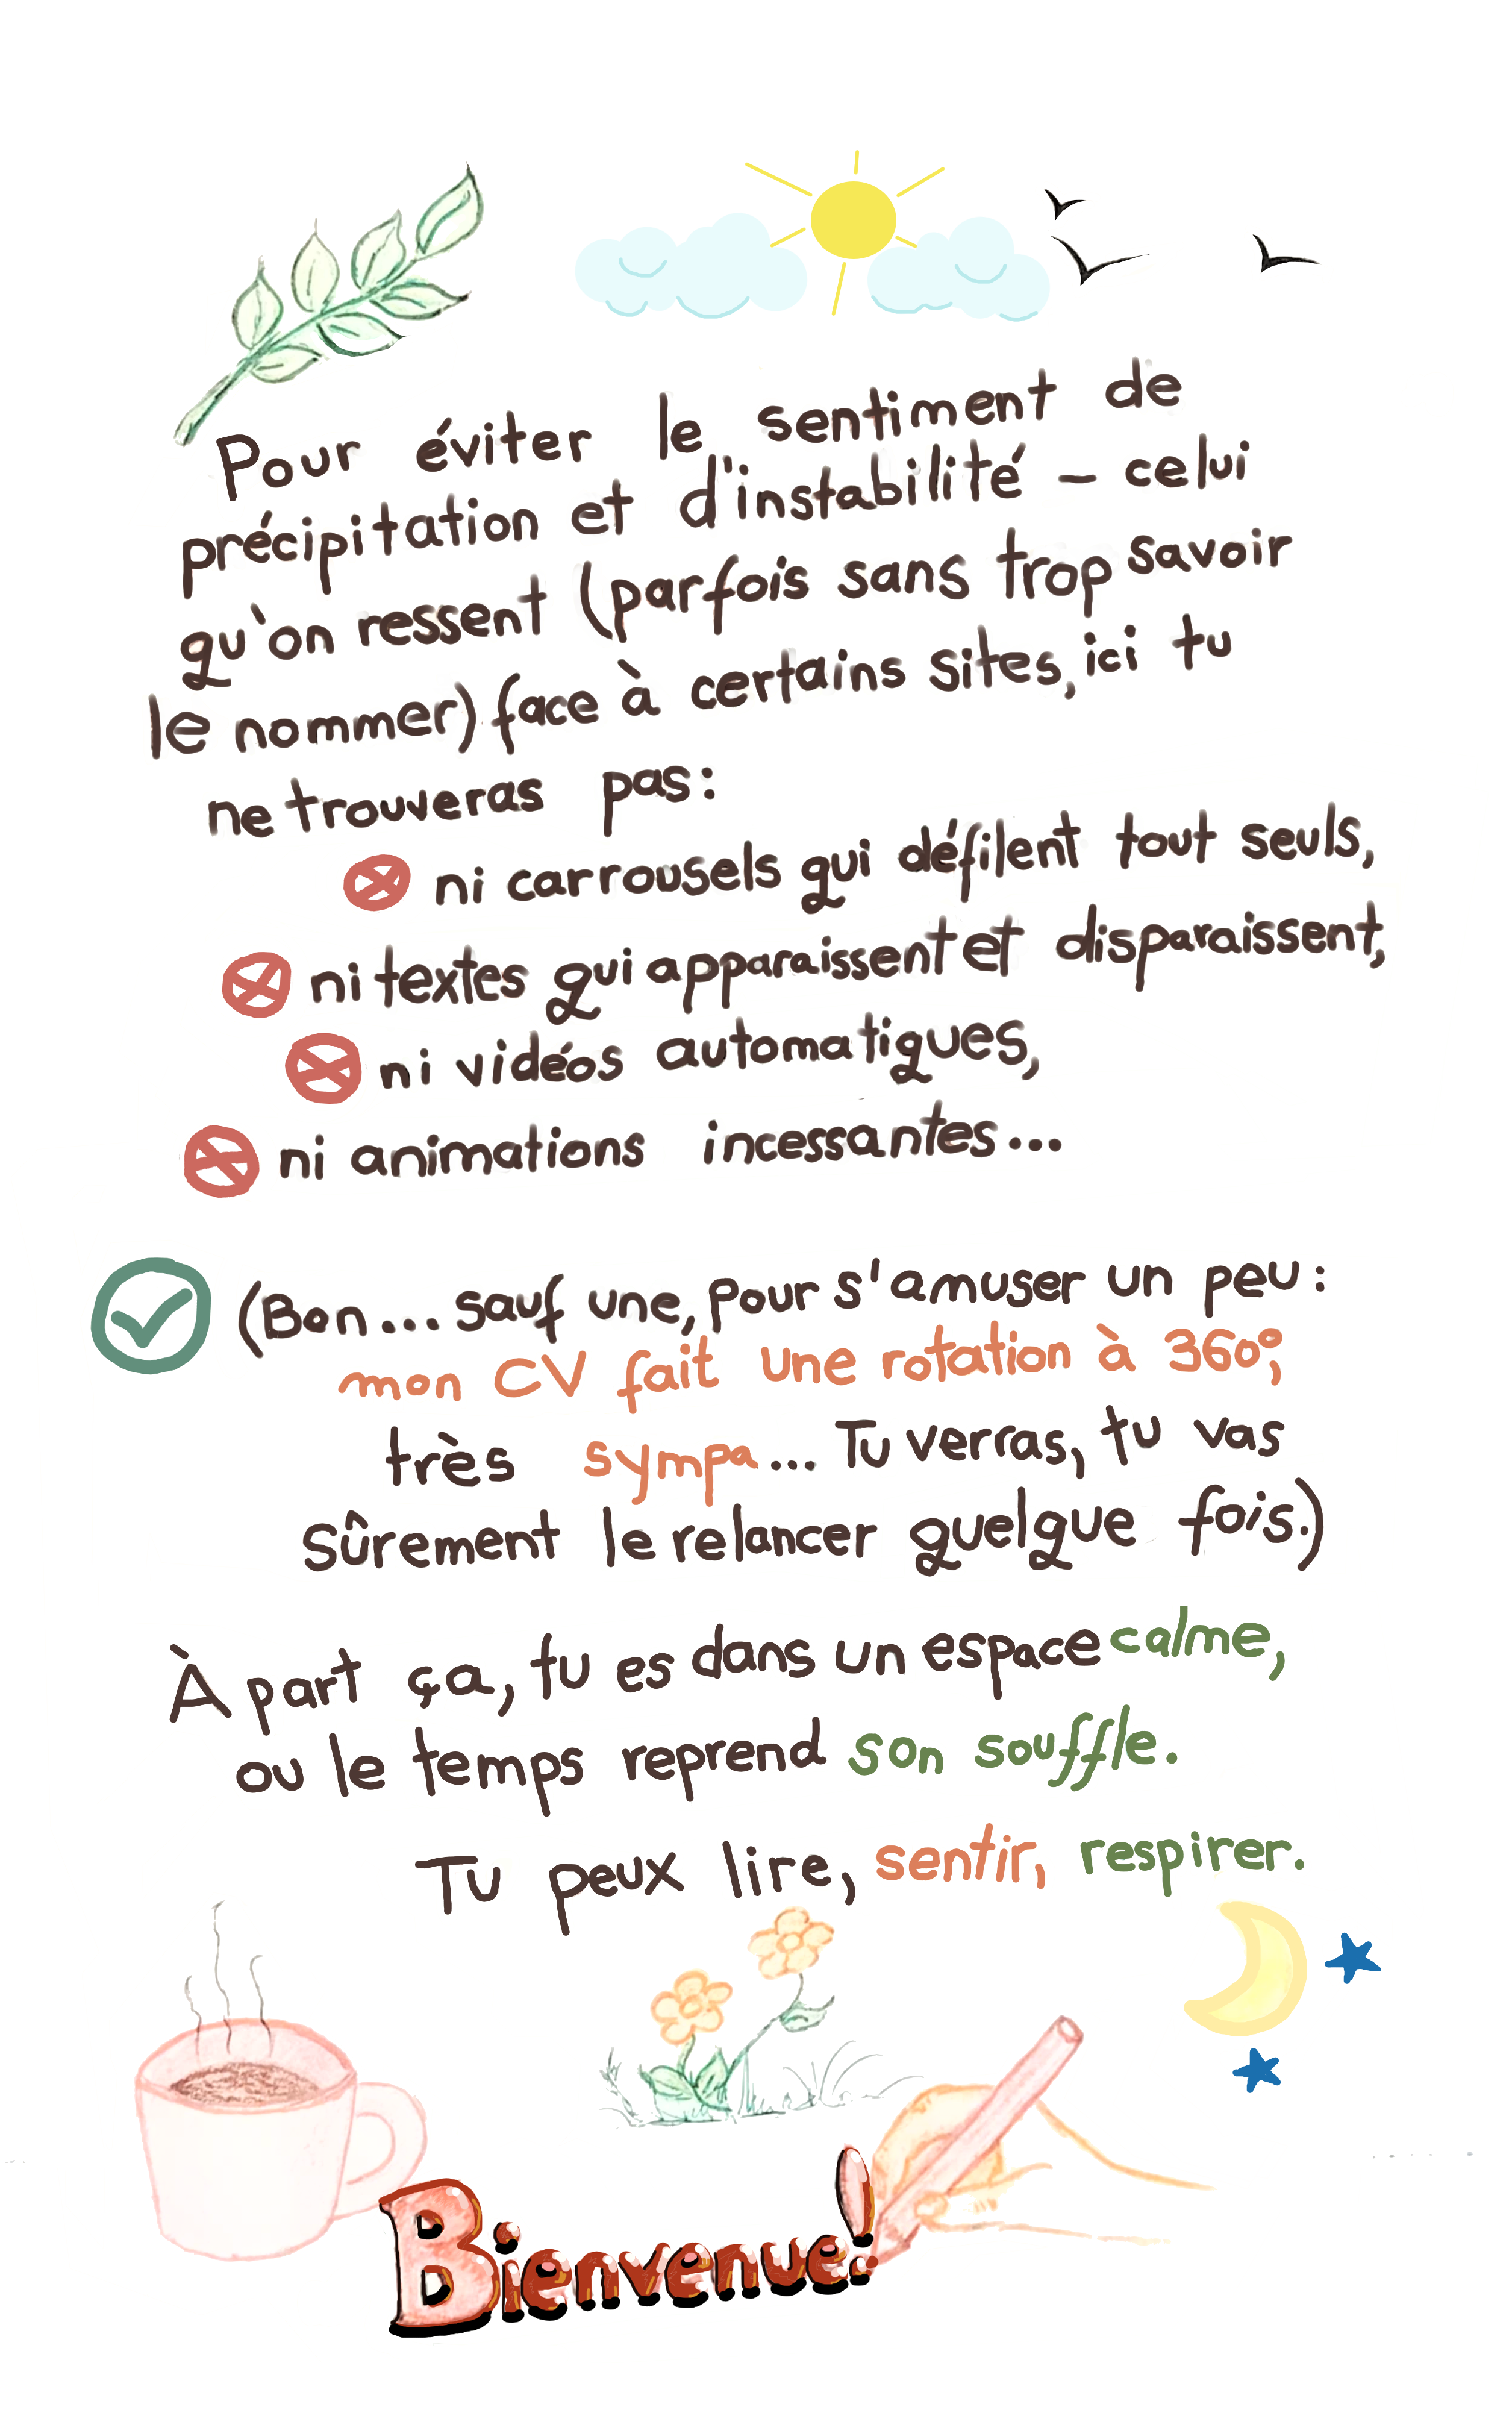 Pour éviter le sentiment de
précipitation et d'instabilité – celui
qu'on ressent (parfois sans trop savoir
le nommer) face à certains sites, ici tu
ne trouveras pas:
ni carrousels qui défilent tout seuls,
ni textes qui apparaissent et disparaissent,
ni vidéos automatiques,
ni animations incessantes...
(Bon... sauf une, pour s'amuser un peu :
mon CV fait une rotation à 360°,
très sympa... Tu verras, tu vas
sûrement le relancer quelque fois.)
À part ça, tu es dans un espace calme,
ou le temps reprend son souffle.
Tu peux lire, sentir, respirer.
Bienvenue!